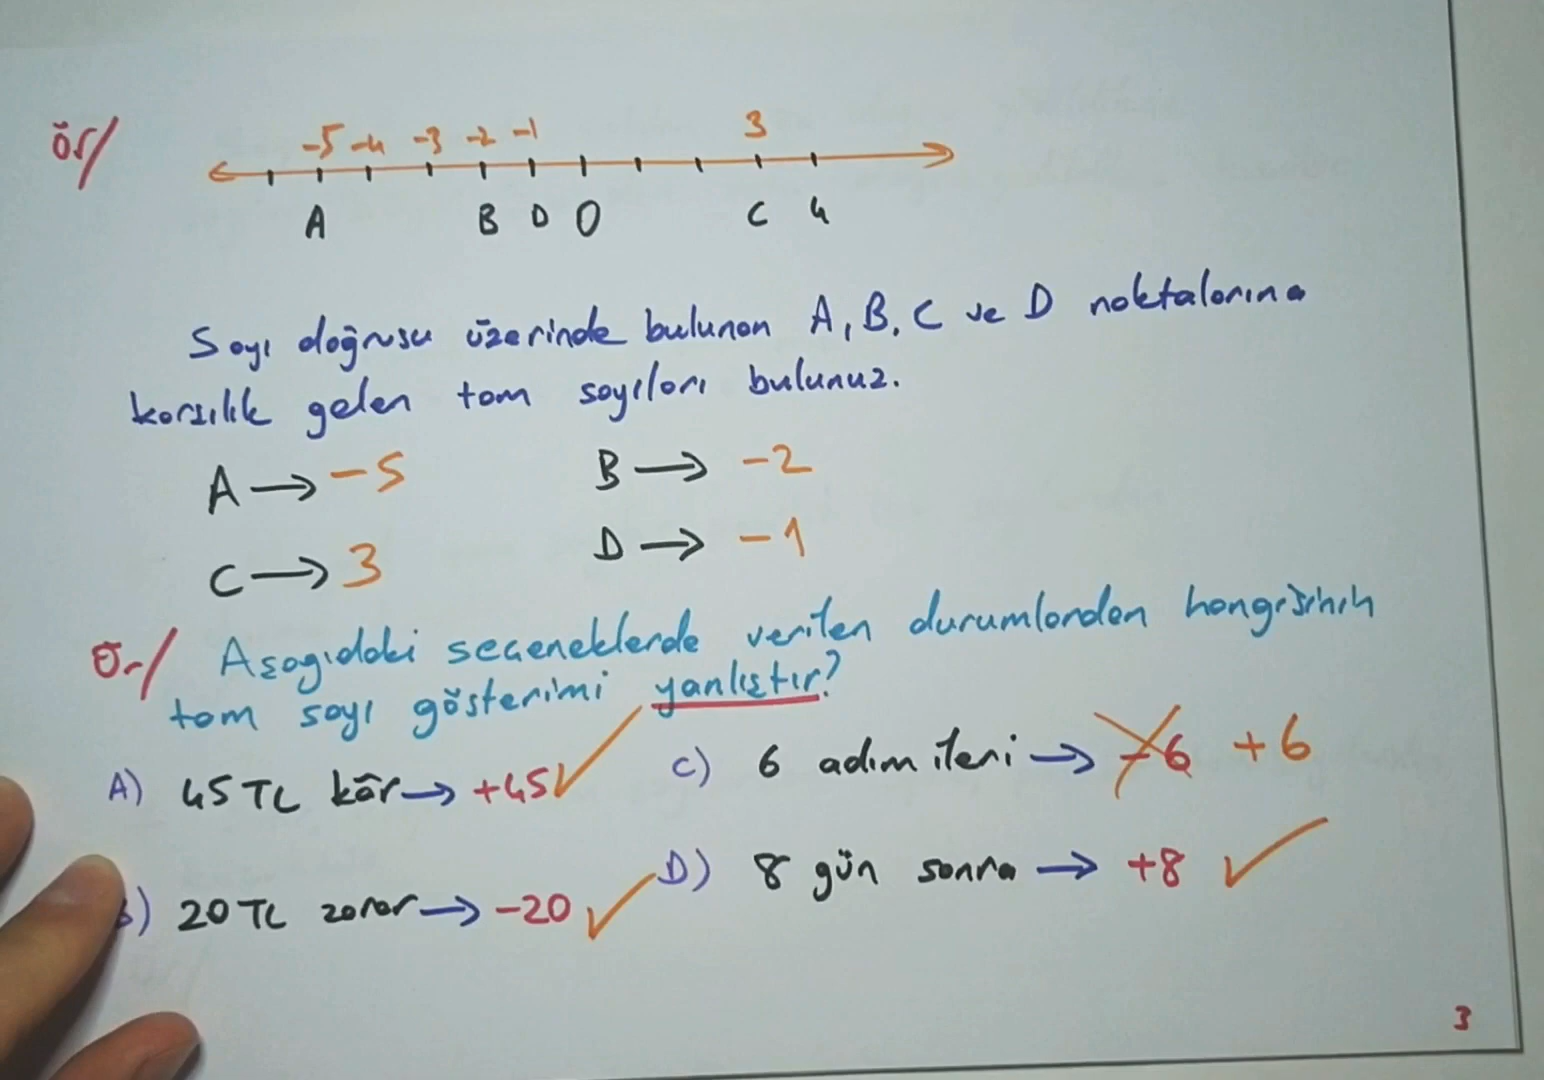 Ör/
-5 -4 -3 -2 -1 3
A B D 0 C 4
Sayı doğrusu üzerinde bulunan A, B, C ve D noktalarına
karşılık gelen tam sayıları bulunuz.
A → -5 B → -2
C → 3 D → -1
Ör/ Aşağıdaki seçeneklerde verilen durumlardan hangisinin
tam sayı gösterimi yanlıştır?
A) 45 TL kâr → +45 ✓ C) 6 adım ileri → -6 +6
B) 20 TL zarar → -20 ✓ D) 8 gün sonra → +8 ✓
3